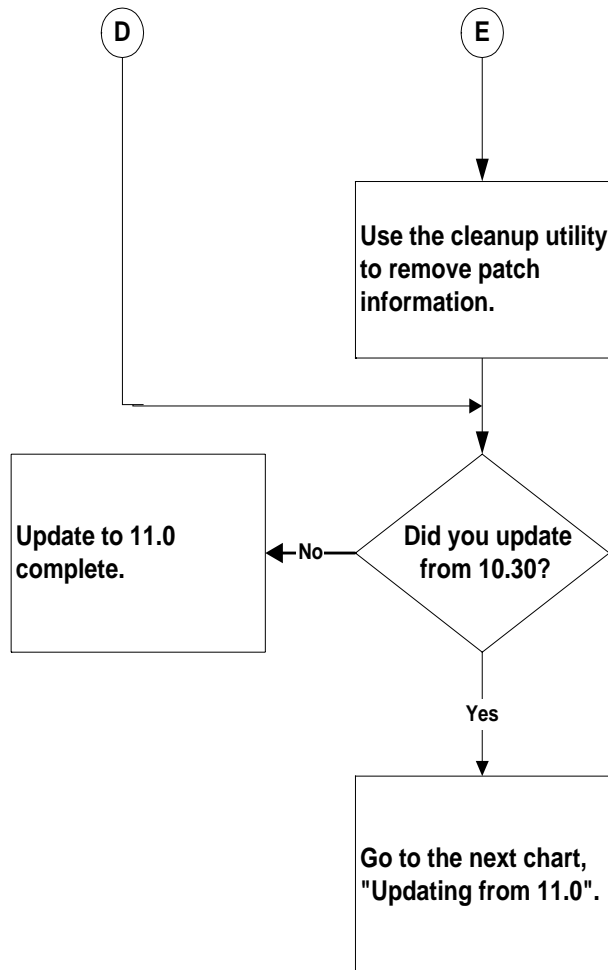 D
E
Use the cleanup utility
to remove patch
information.
Update to 11.0
complete.
No
Did you update
from 10.30?
Yes
Go to the next chart,
"Updating from 11.0".